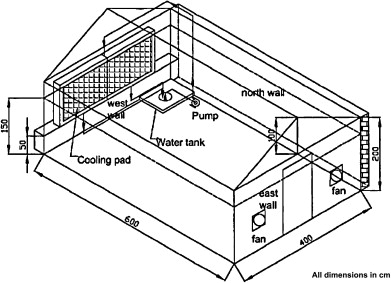 north wall
west
wall
Pump
Water tank
Cooling pad
150
50
100
200
east
wall
fan
fan
600
400
All dimensions in cm